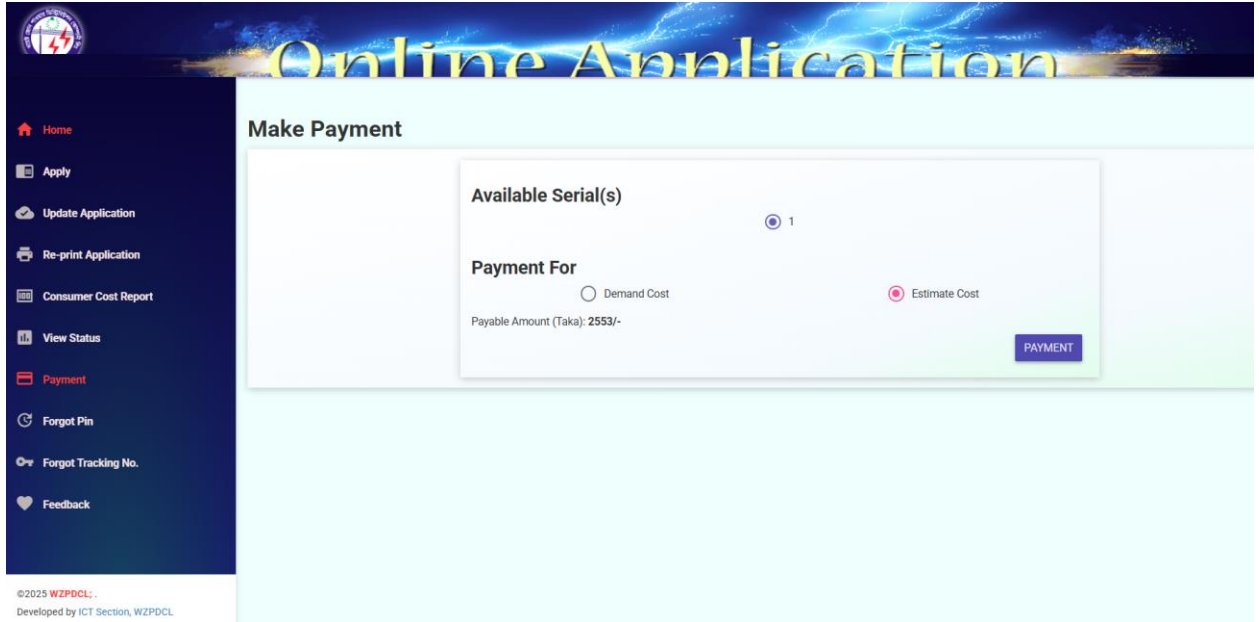 Online Application
Home
Apply
Update Application
Re-print Application
Consumer Cost Report
View Status
Payment
Forgot Pin
Forgot Tracking No.
Feedback
©2025 WZPDCL; .
Developed by ICT Section, WZPDCL
Make Payment
Available Serial(s)
1
Payment For
Demand Cost Estimate Cost
Payable Amount (Taka): 2553/-
PAYMENT